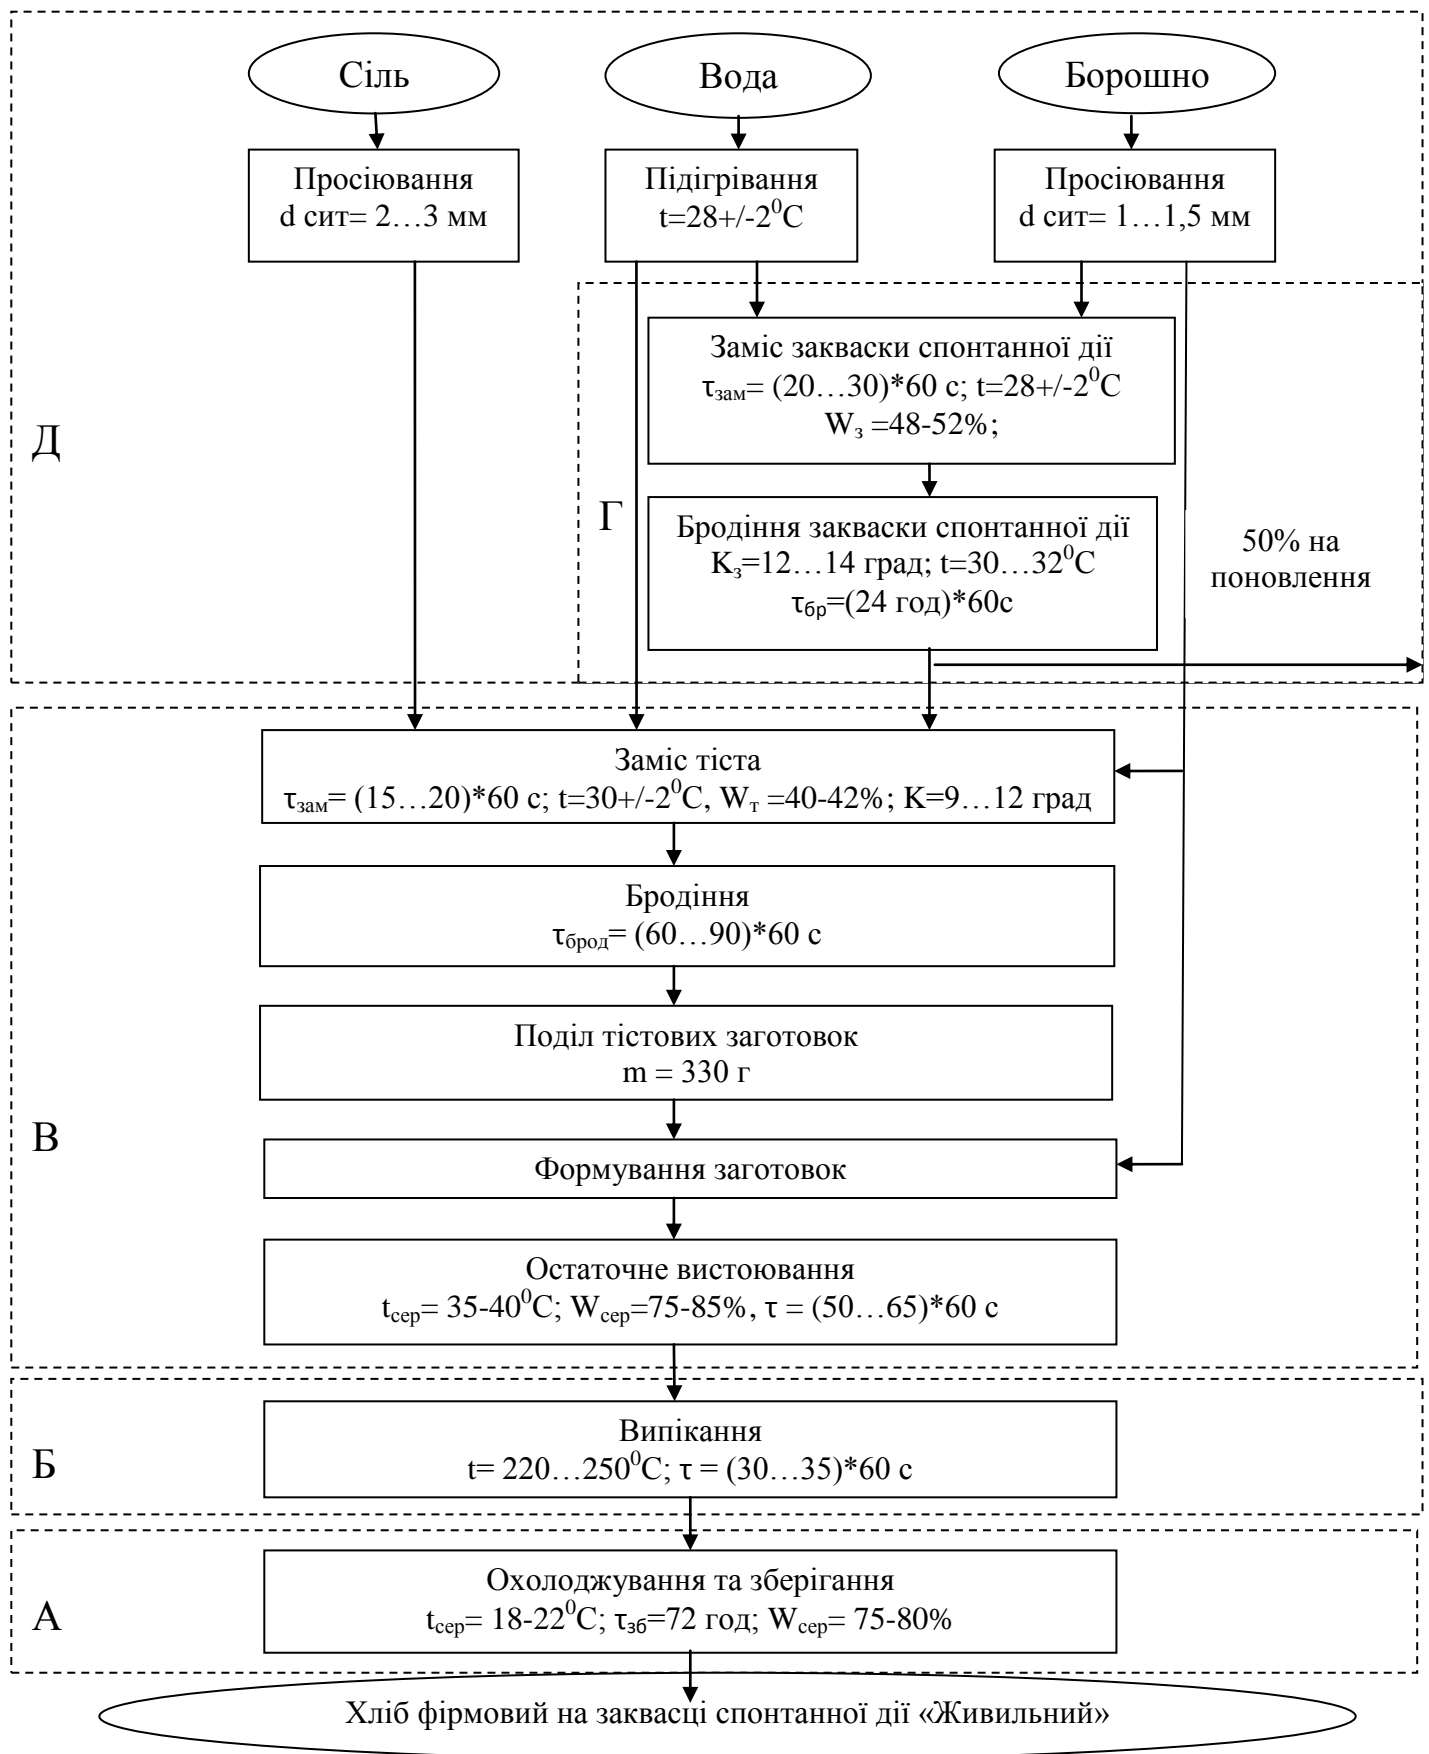 Сіль
Вода
Борошно
Просіювання
d сит= 2…3 мм
Підігрівання
t=28+/-2⁰С
Просіювання
d сит= 1…1,5 мм
Д
Г
Заміс закваски спонтанної дії
τзам= (20…30)*60 с; t=28+/-2⁰С
Wз =48-52%;
Бродіння закваски спонтанної дії
Kз=12…14 град; t=30…32⁰С
τбр=(24 год)*60с
50% на
поновлення
В
Заміс тіста
τзам= (15…20)*60 с; t=30+/-2⁰С, Wт =40-42%; К=9…12 град
Бродіння
τброд= (60…90)*60 с
Поділ тістових заготовок
m = 330 г
Формування заготовок
Остаточне вистоювання
tсер= 35-40⁰С; Wсер=75-85%, τ = (50…65)*60 с
Б
Випікання
t= 220…250⁰С; τ = (30…35)*60 с
А
Охолоджування та зберігання
tсер= 18-22⁰С; τзб=72 год; Wсер= 75-80%
Хліб фірмовий на заквасці спонтанної дії «Живильний»